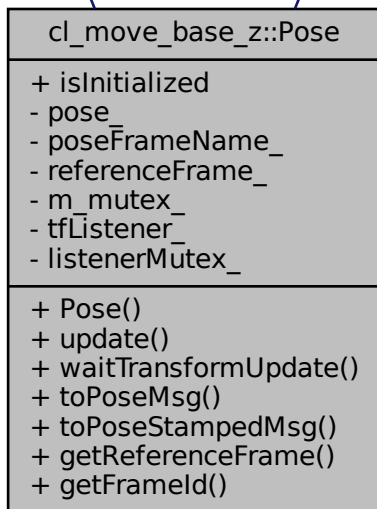 cl_move_base_z::Pose
+ isInitialized
- pose_
- poseFrameName_
- referenceFrame_
- m_mutex_
- tfListener_
- listenerMutex_
+ Pose()
+ update()
+ waitTransformUpdate()
+ toPoseMsg()
+ toPoseStampedMsg()
+ getReferenceFrame()
+ getFrameId()